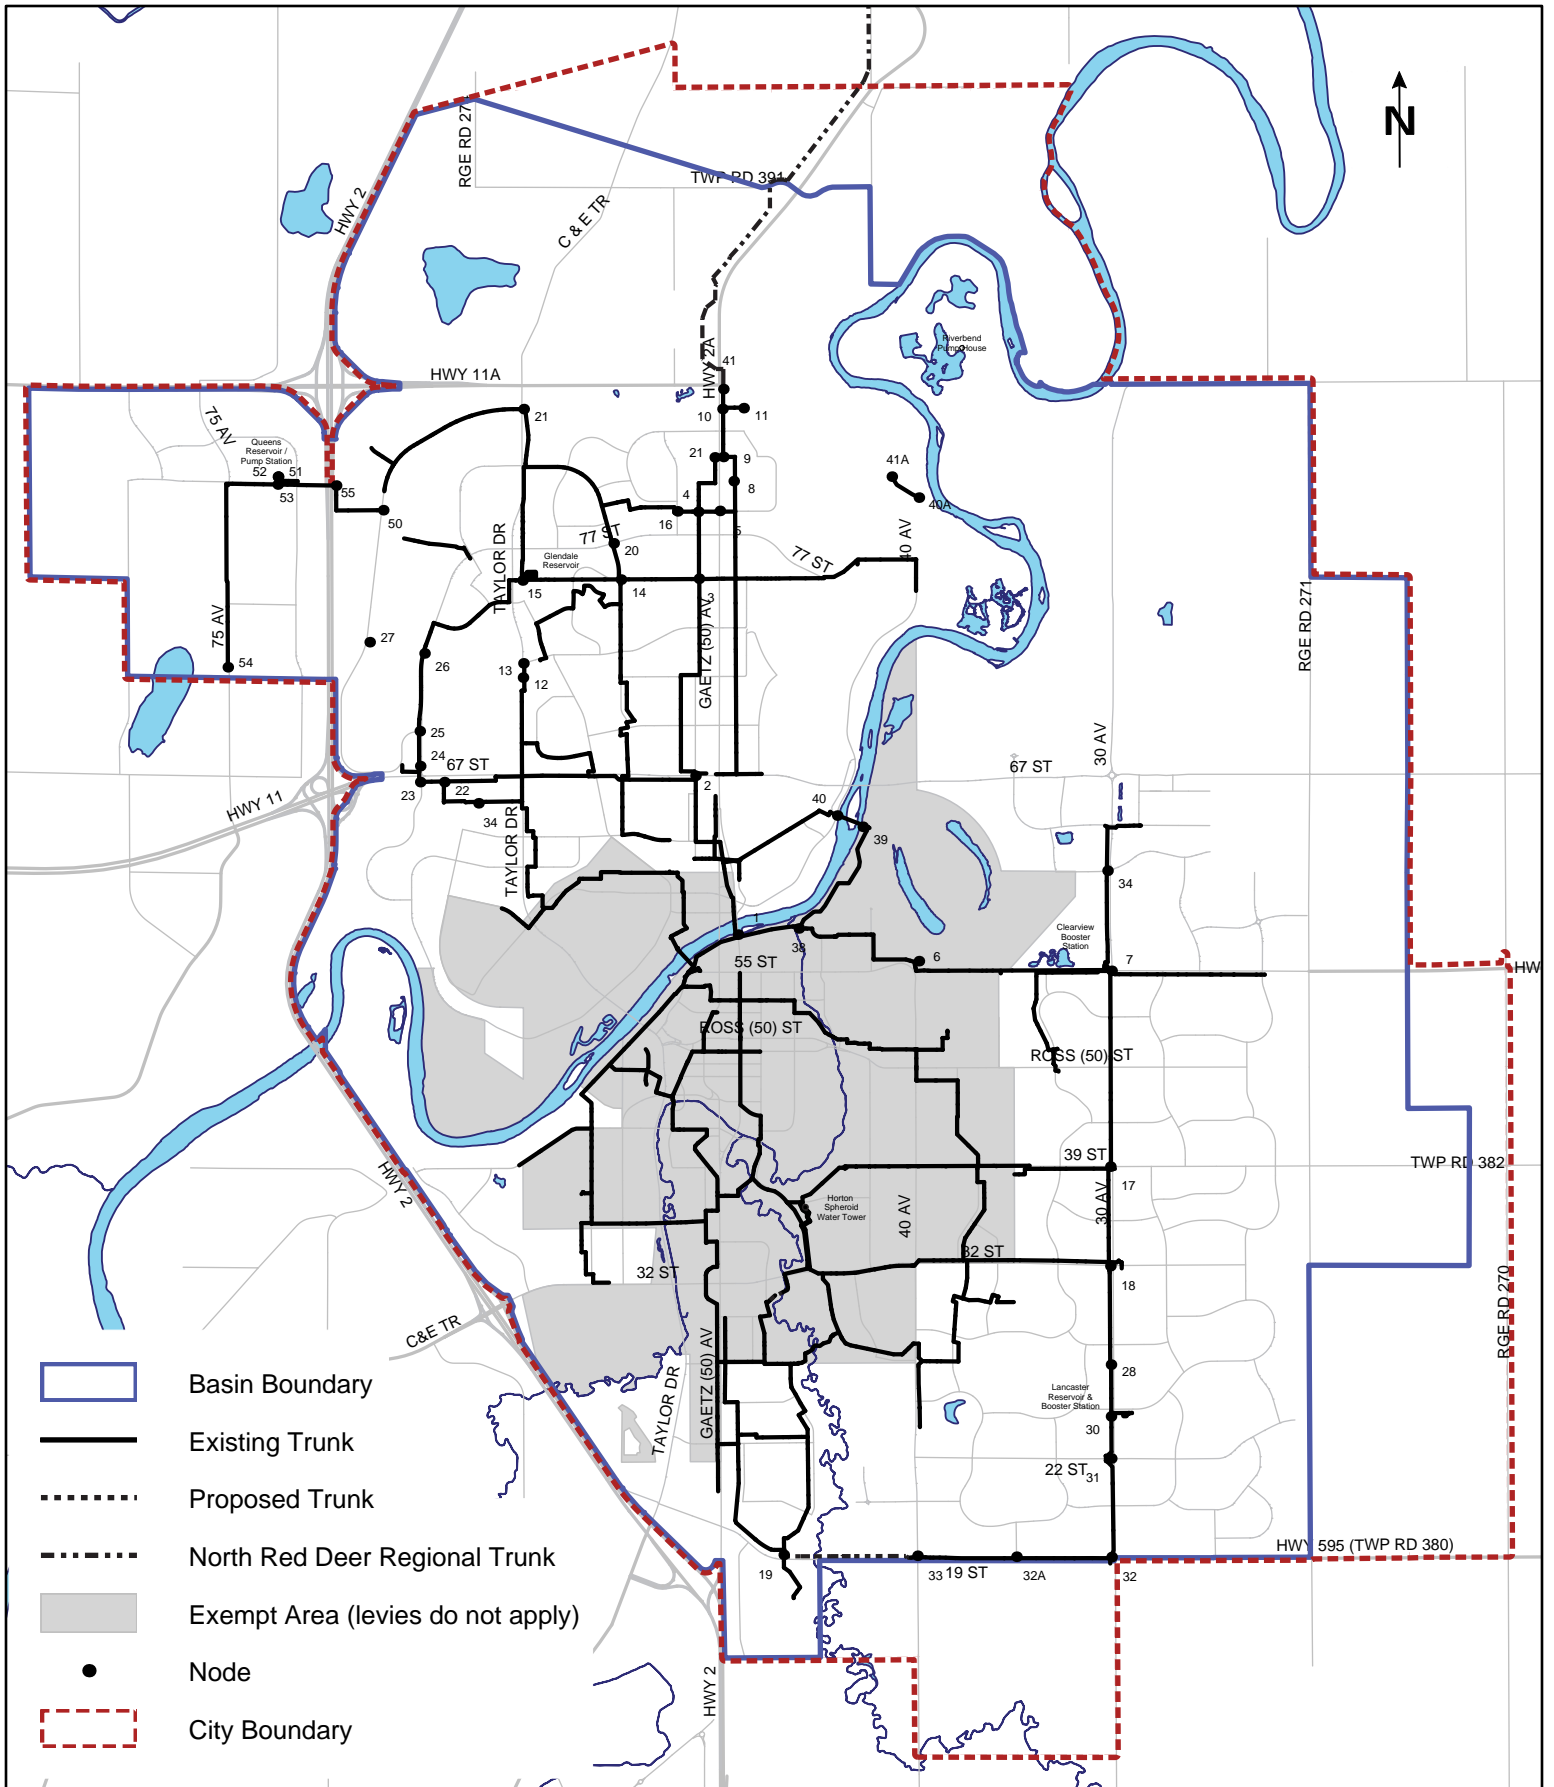 N
RGE RD 27
TWP RD 391
HWY 2
C & E TR
Riverbend
Pump House
HWY 2A
41
HWY 11A
10
11
21
75 AV
Queens
Reservoir /
Pump Station
52
51
53
55
50
21
9
8
4
16
5
41A
40A
40 AV
77 ST
20
TAYLOR DR
Glendale
Reservoir
77 ST
15
14
3
RGE RD 271
75 AV
27
54
26
13
12
GAETZ (50) AV
25
24
67 ST
23
22
34
2
67 ST
30 AV
HWY 11
TAYLOR DR
40
39
34
1
38
Clearview
Booster
Station
55 ST
6
7
HW
ROSS (50) ST
ROSS (50) ST
39 ST
TWP RD 382
17
HWY 2
30 AV
Horton
Spheroid
Water Tower
40 AV
32 ST
32 ST
18
RGE RD 270
C&E TR
GAETZ (50) AV
TAYLOR DR
28
Lancaster
Reservoir &
Booster Station
30
22 ST
31
HWY 595 (TWP RD 380)
19
33
19 ST
32A
32
HWY 2
Basin Boundary
Existing Trunk
Proposed Trunk
North Red Deer Regional Trunk
Exempt Area (levies do not apply)
Node
City Boundary